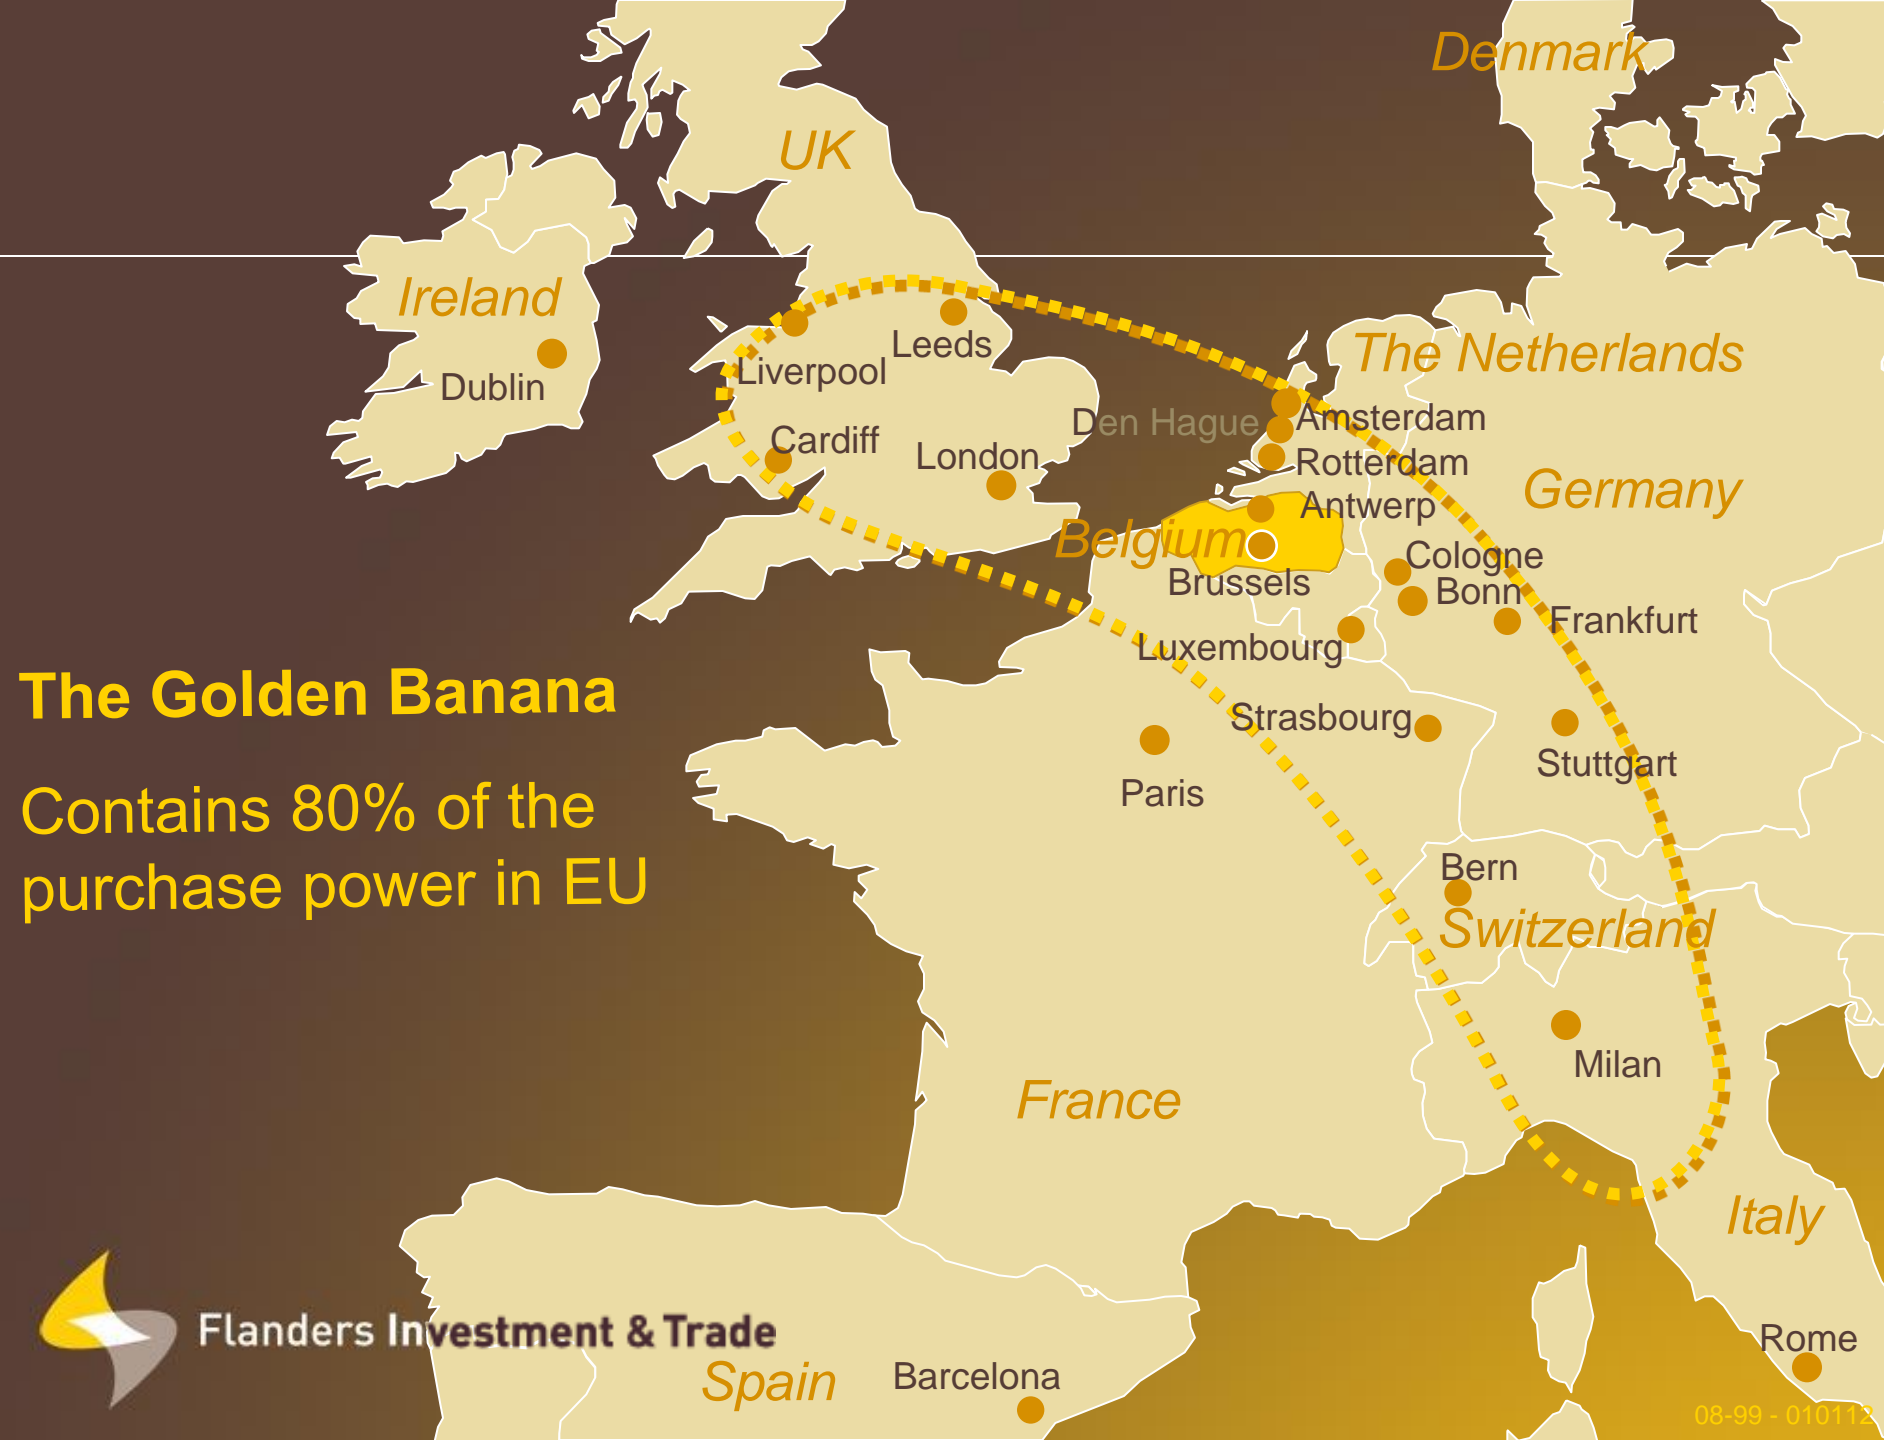 Denmark
UK
Ireland
Leeds
The Netherlands
Liverpool
Dublin
Den Hague
Amsterdam
Cardiff
London
Rotterdam
Germany
Antwerp
Belgium
Cologne
Brussels
Bonn
Frankfurt
Luxembourg
The Golden Banana
Strasbourg
Stuttgart
Paris
Contains 80% of the
purchase power in EU
Bern
Switzerland
Milan
France
Italy
Flanders Investment & Trade
Rome
Spain
Barcelona
08-99 - 010112